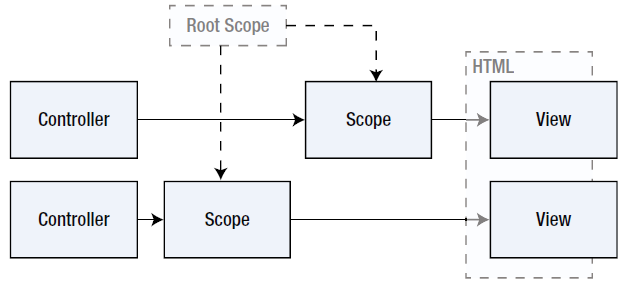 Root Scope
HTML
Controller
Scope
View
Controller
Scope
View